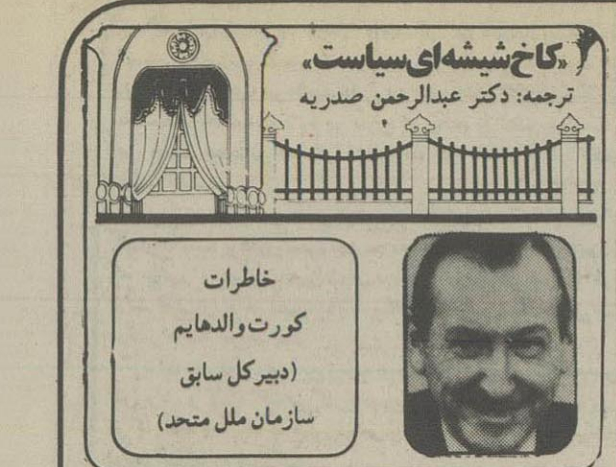 «کاخ شیشه‌ای سیاست»
ترجمه: دکتر عبدالرحمن صدریه
خاطرات
کورت والدهایم
(دبیر کل سابق
سازمان ملل متحد)